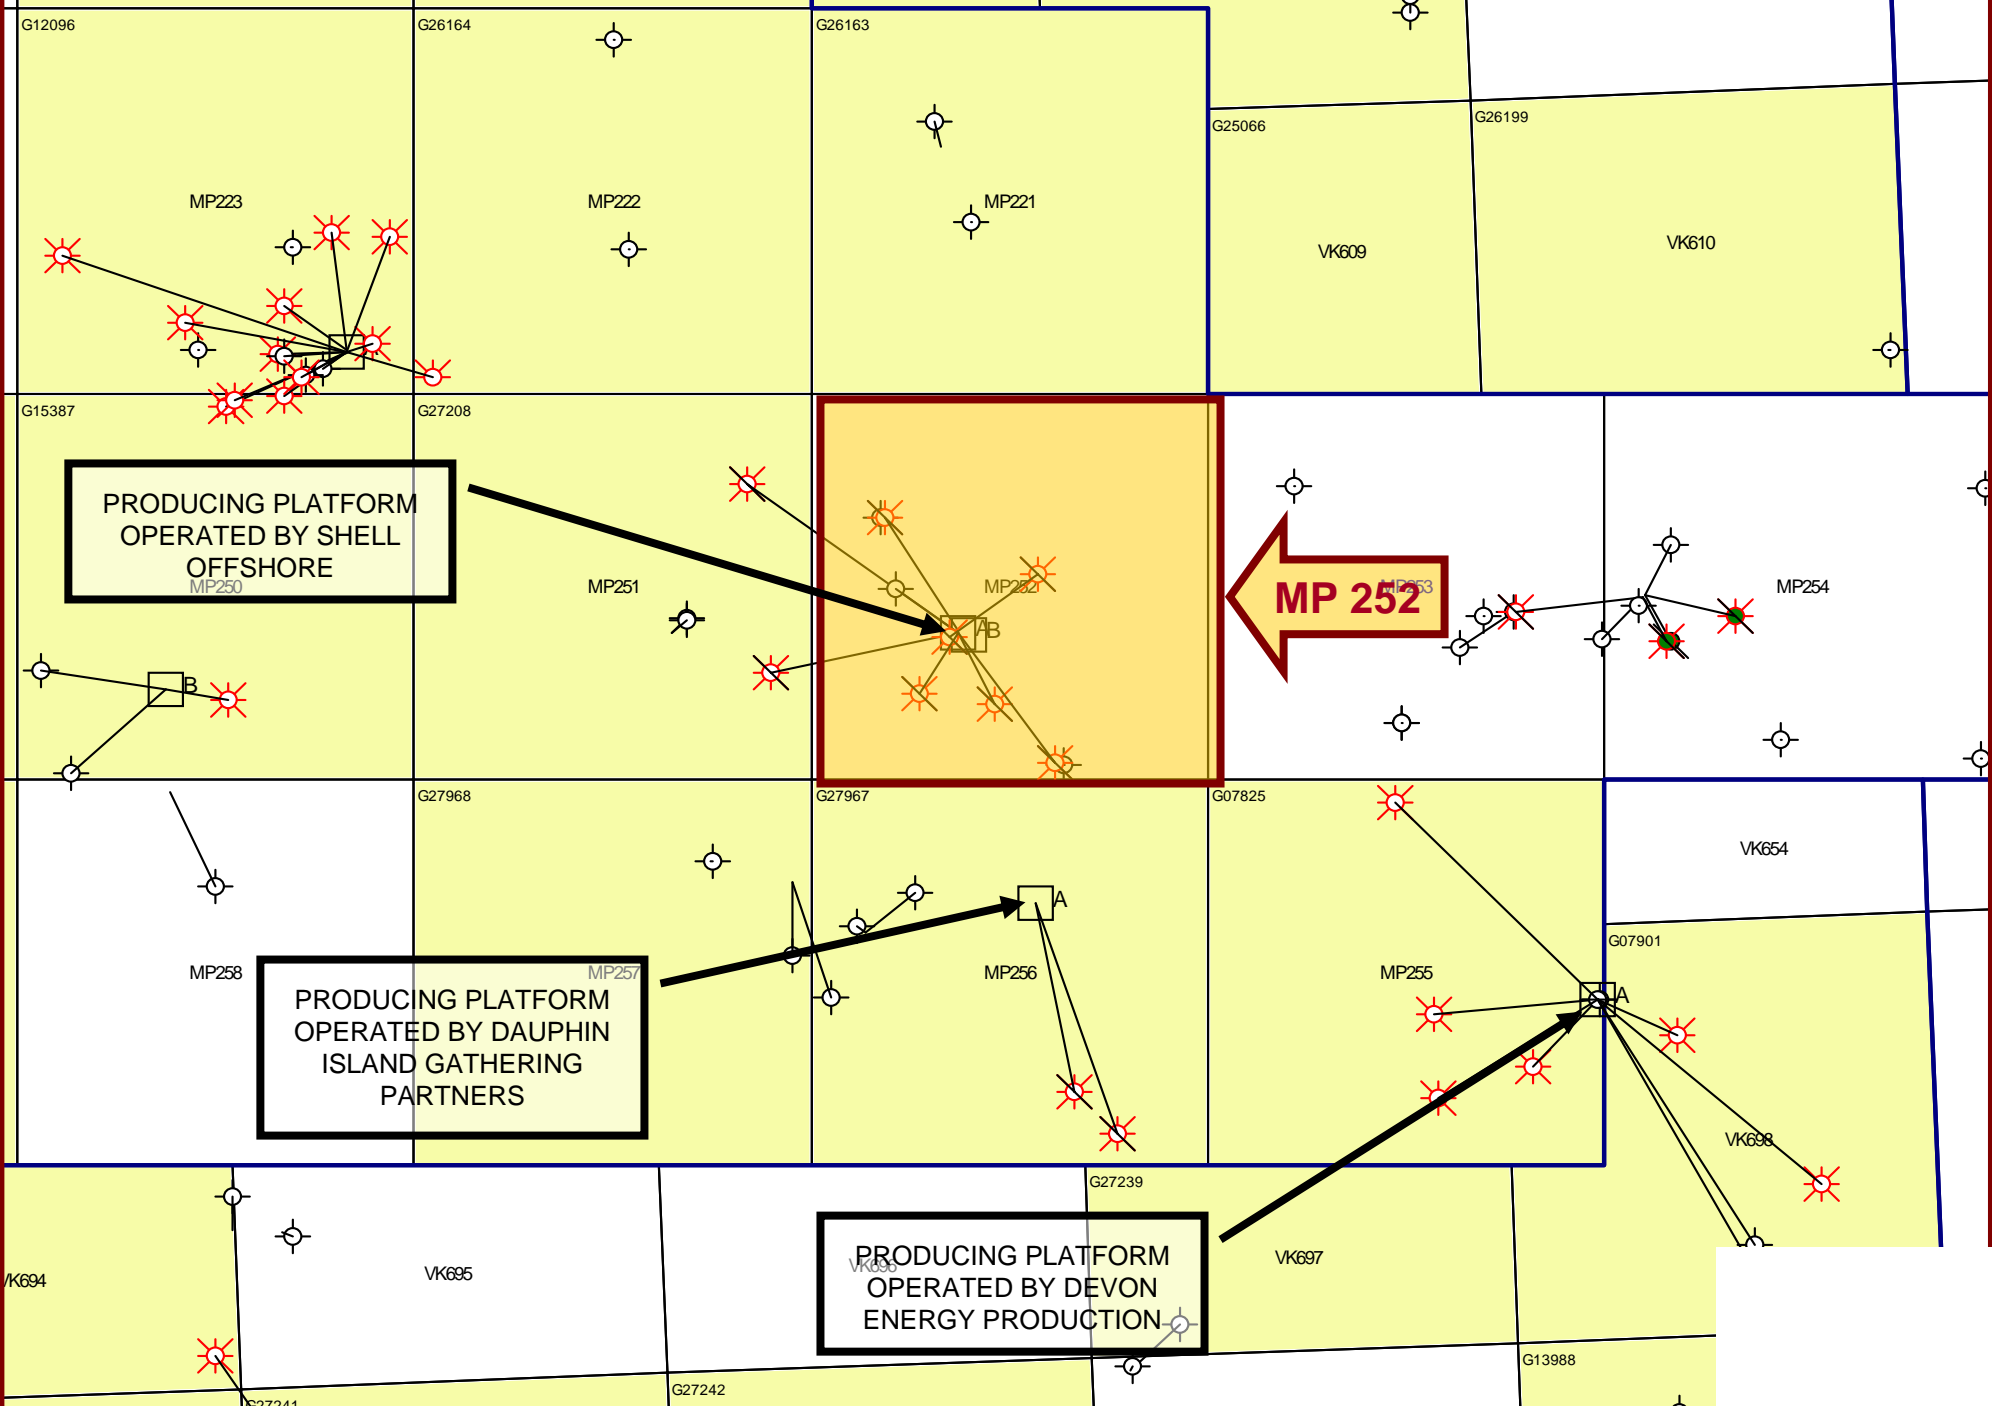 G12096
G26164
G26163
G25066
G26199
MP223
MP222
MP221
VK609
VK610
G15387
G27208
PRODUCING PLATFORM
OPERATED BY SHELL
OFFSHORE
MP250
MP251
MP252
A
B
MP 252
MP253
MP254
B
G27968
G27967
G07825
VK654
A
G07901
MP258
MP257
MP256
MP255
PRODUCING PLATFORM
OPERATED BY DAUPHIN
ISLAND GATHERING
PARTNERS
A
VK698
G27239
VK694
VK695
VK696
PRODUCING PLATFORM
OPERATED BY DEVON
ENERGY PRODUCTION
VK697
G13988
G27242
G27241